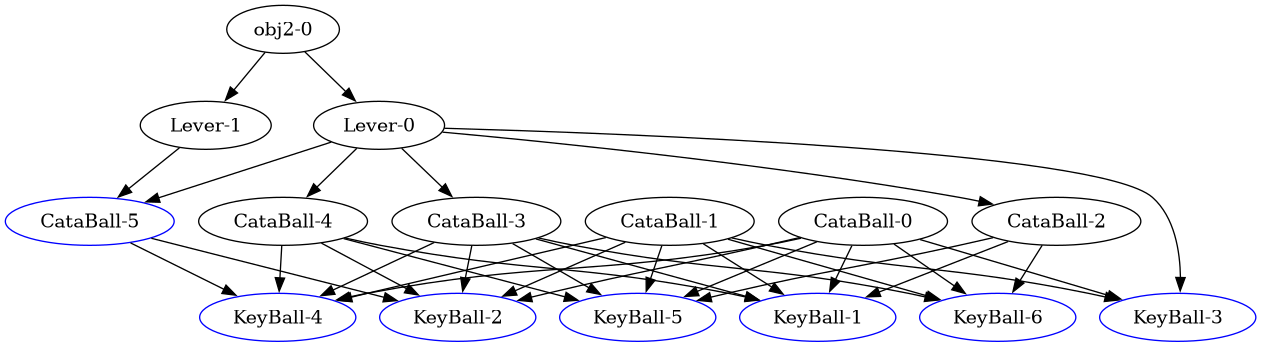 obj2-0
Lever-1
Lever-0
CataBall-5
CataBall-4
CataBall-3
CataBall-1
CataBall-0
CataBall-2
KeyBall-4
KeyBall-2
KeyBall-5
KeyBall-1
KeyBall-6
KeyBall-3